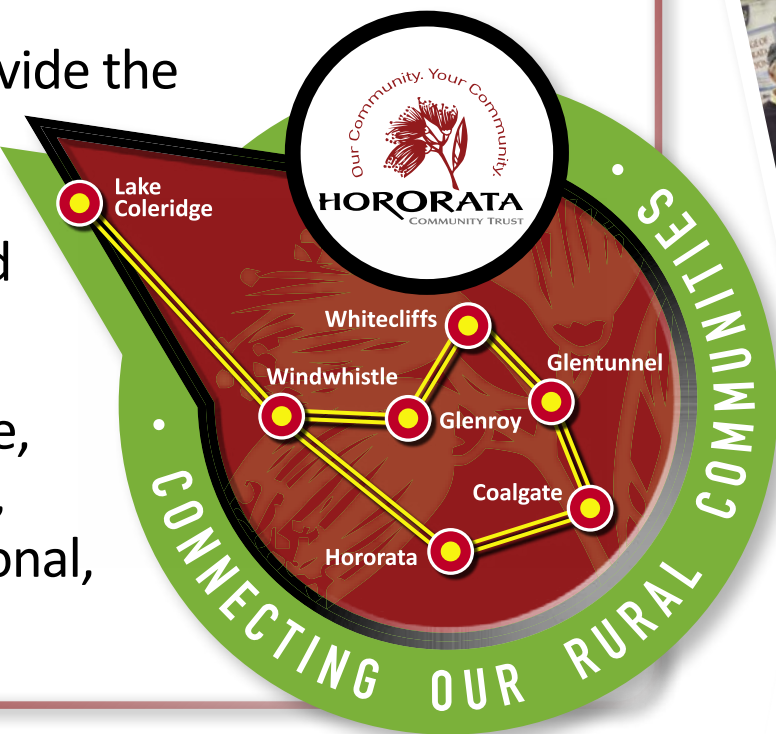 vide the
d
e,
,
onal,
Our Community. Your Community.
HORORATA
COMMUNITY TRUST
Lake
Coleridge
Whitecliffs
Windwhistle
Glentunnel
Glenroy
Coalgate
Hororata
• CONNECTING OUR RURAL COMMUNITIES •